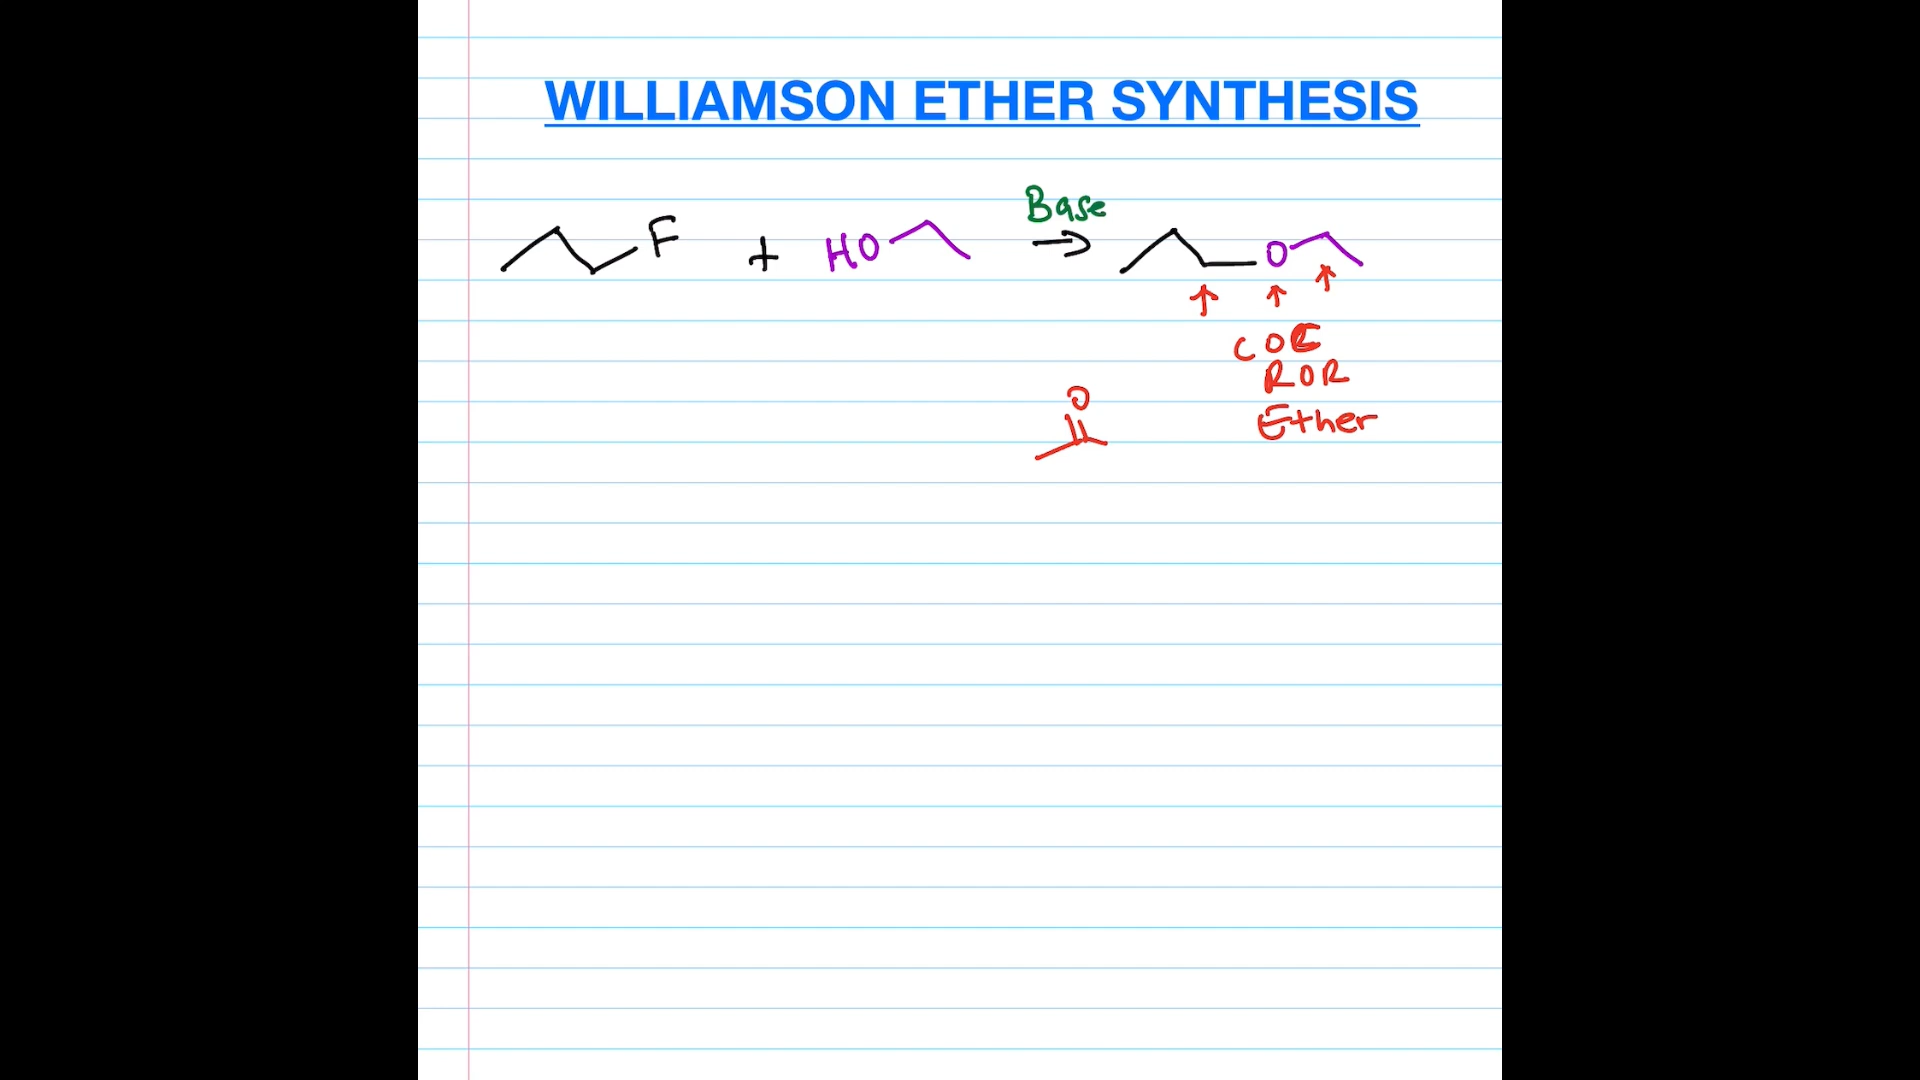 WILLIAMSON ETHER SYNTHESIS
Base
F + HO O
COC
ROR
Ether
O